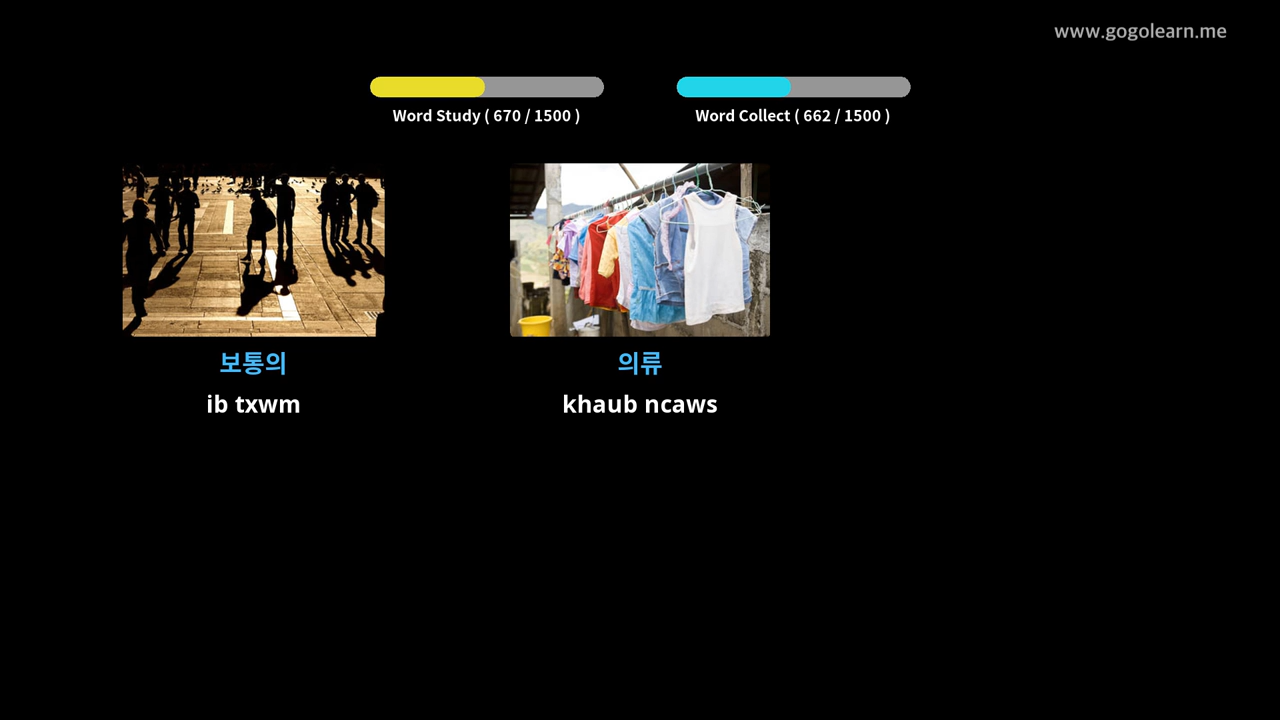 www.gogolearn.me
Word Study ( 670 / 1500 )
Word Collect ( 662 / 1500 )
보통의
의류
ib txwm
khaub ncaws